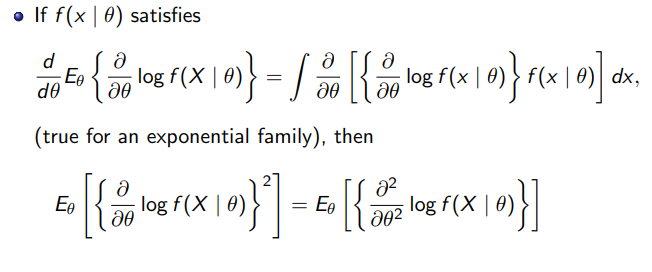 • If f(x | θ) satisfies
d/dθ E_θ { ∂/∂θ log f(X | θ) } = ∫ ∂/∂θ [ { ∂/∂θ log f(x | θ) } f(x | θ) ] dx,
(true for an exponential family), then
E_θ [ { ∂/∂θ log f(X | θ) }² ] = E_θ [ { ∂²/∂θ² log f(X | θ) } ]